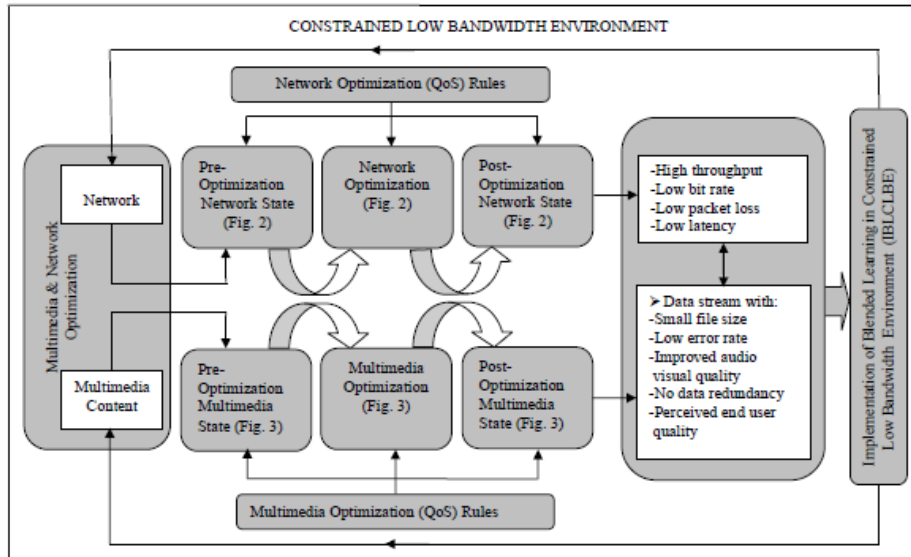 CONSTRAINED LOW BANDWIDTH ENVIRONMENT
Network Optimization (QoS) Rules
Multimedia & Network
Optimization
Network
Multimedia
Content
Pre-
Optimization
Network State
(Fig. 2)
Network
Optimization
(Fig. 2)
Post-
Optimization
Network State
(Fig. 2)
Pre-
Optimization
Multimedia
State (Fig. 3)
Multimedia
Optimization
(Fig. 3)
Post-
Optimization
Multimedia
State (Fig. 3)
-High throughput
-Low bit rate
-Low packet loss
-Low latency
➢ Data stream with:
-Small file size
-Low error rate
-Improved audio
visual quality
-No data redundancy
-Perceived end user
quality
Implementation of Blended Learning in Constrained
Low Bandwidth Environment (IBLCLBE)
Multimedia Optimization (QoS) Rules